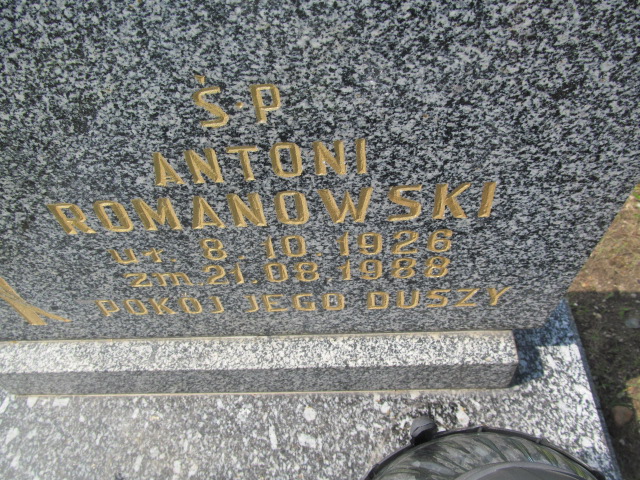 Ś.P
ANTONI
ROMANOWSKI
ur. 8.10.1926
zm 21.08.1988
POKÓJ JEGO DUSZY